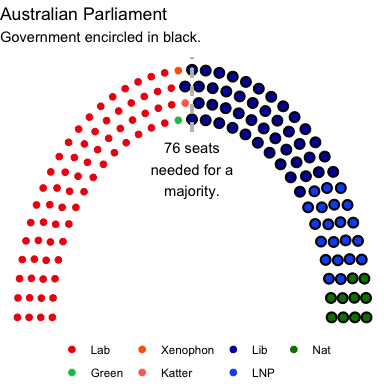 Australian Parliament
Government encircled in black.
76 seats
needed for a
majority.
Lab Xenophon Lib Nat
Green Katter LNP